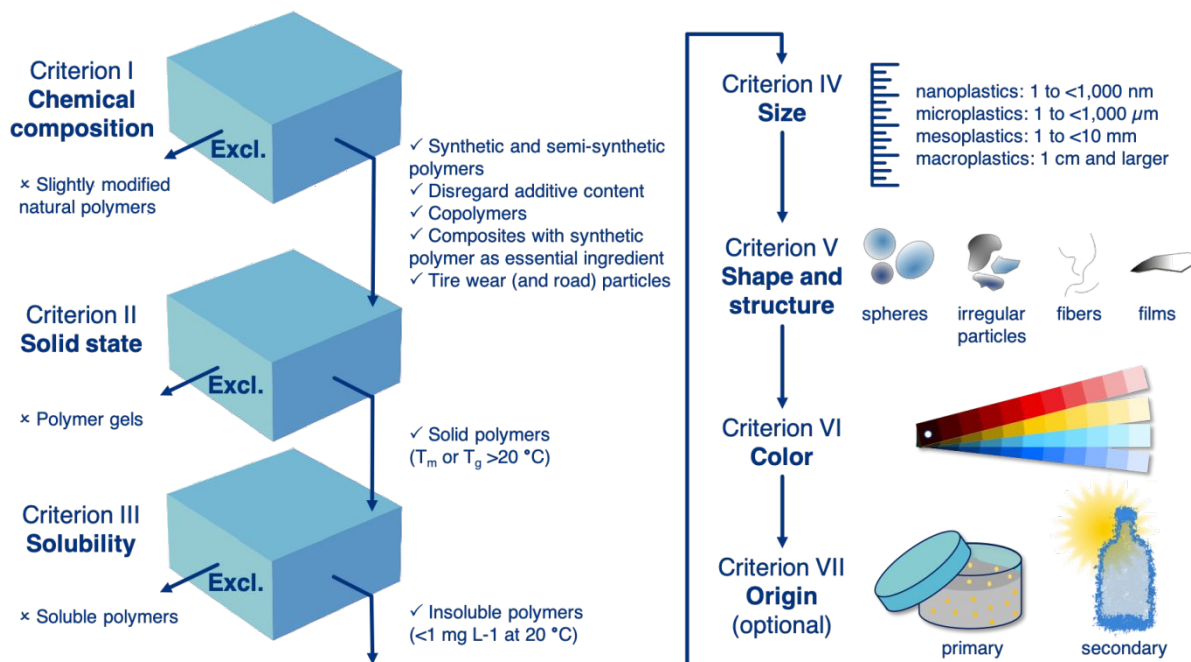 Criterion I
Chemical
composition
Excl.
× Slightly modified
natural polymers
✓ Synthetic and semi-synthetic
polymers
✓ Disregard additive content
✓ Copolymers
✓ Composites with synthetic
polymer as essential ingredient
✓ Tire wear (and road) particles
Criterion II
Solid state
Excl.
× Polymer gels
✓ Solid polymers
(Tm or Tg >20 °C)
Criterion III
Solubility
Excl.
× Soluble polymers
✓ Insoluble polymers
(<1 mg L-1 at 20 °C)
Criterion IV
Size
nanoplastics: 1 to <1,000 nm
microplastics: 1 to <1,000 µm
mesoplastics: 1 to <10 mm
macroplastics: 1 cm and larger
Criterion V
Shape and
structure
spheres
irregular
particles
fibers
films
Criterion VI
Color
Criterion VII
Origin
(optional)
primary
secondary